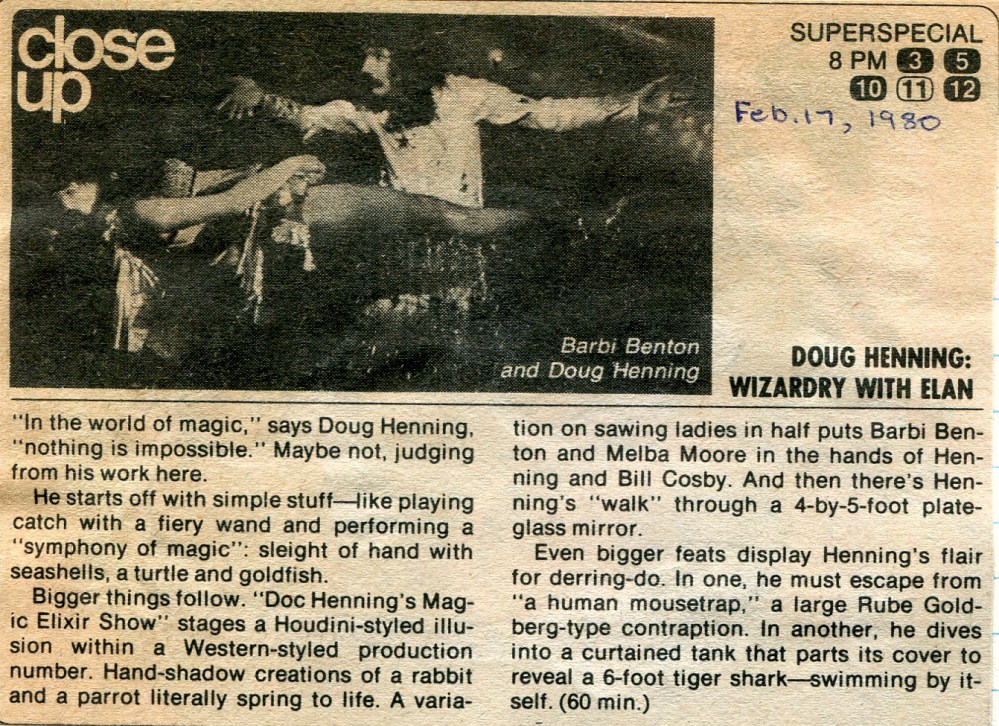 close
up
SUPERSPECIAL
8 PM 3 5
10 11 12
Feb. 17, 1980
Barbi Benton
and Doug Henning
DOUG HENNING:
WIZARDRY WITH ELAN
"In the world of magic," says Doug Henning,
"nothing is impossible." Maybe not, judging
from his work here.
He starts off with simple stuff—like playing
catch with a fiery wand and performing a
"symphony of magic": sleight of hand with
seashells, a turtle and goldfish.
Bigger things follow. "Doc Henning's Mag-
ic Elixir Show" stages a Houdini-styled illu-
sion within a Western-styled production
number. Hand-shadow creations of a rabbit
and a parrot literally spring to life. A varia-
tion on sawing ladies in half puts Barbi Ben-
ton and Melba Moore in the hands of Hen-
ning and Bill Cosby. And then there's Hen-
ning's "walk" through a 4-by-5-foot plate-
glass mirror.
Even bigger feats display Henning's flair
for derring-do. In one, he must escape from
"a human mousetrap," a large Rube Gold-
berg-type contraption. In another, he dives
into a curtained tank that parts its cover to
reveal a 6-foot tiger shark—swimming by it-
self. (60 min.)